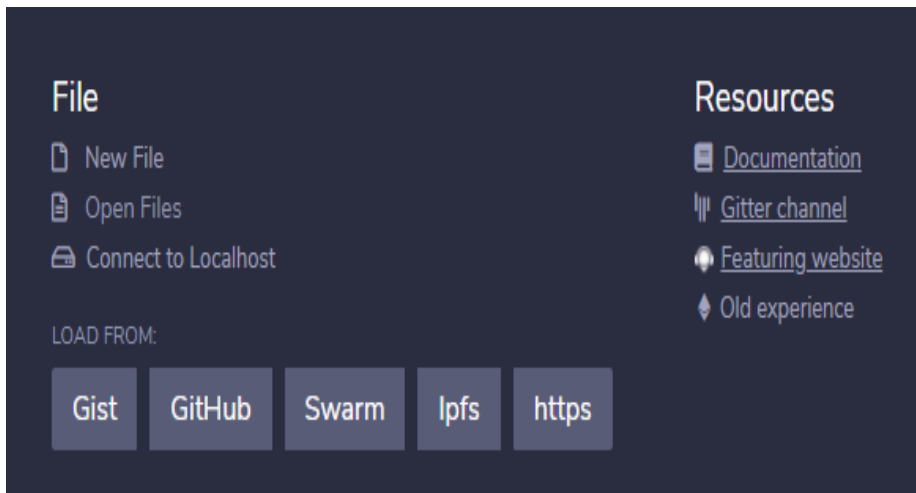 File
New File
Open Files
Connect to Localhost
LOAD FROM:
Gist GitHub Swarm Ipfs https
Resources
Documentation
Gitter channel
Featuring website
Old experience